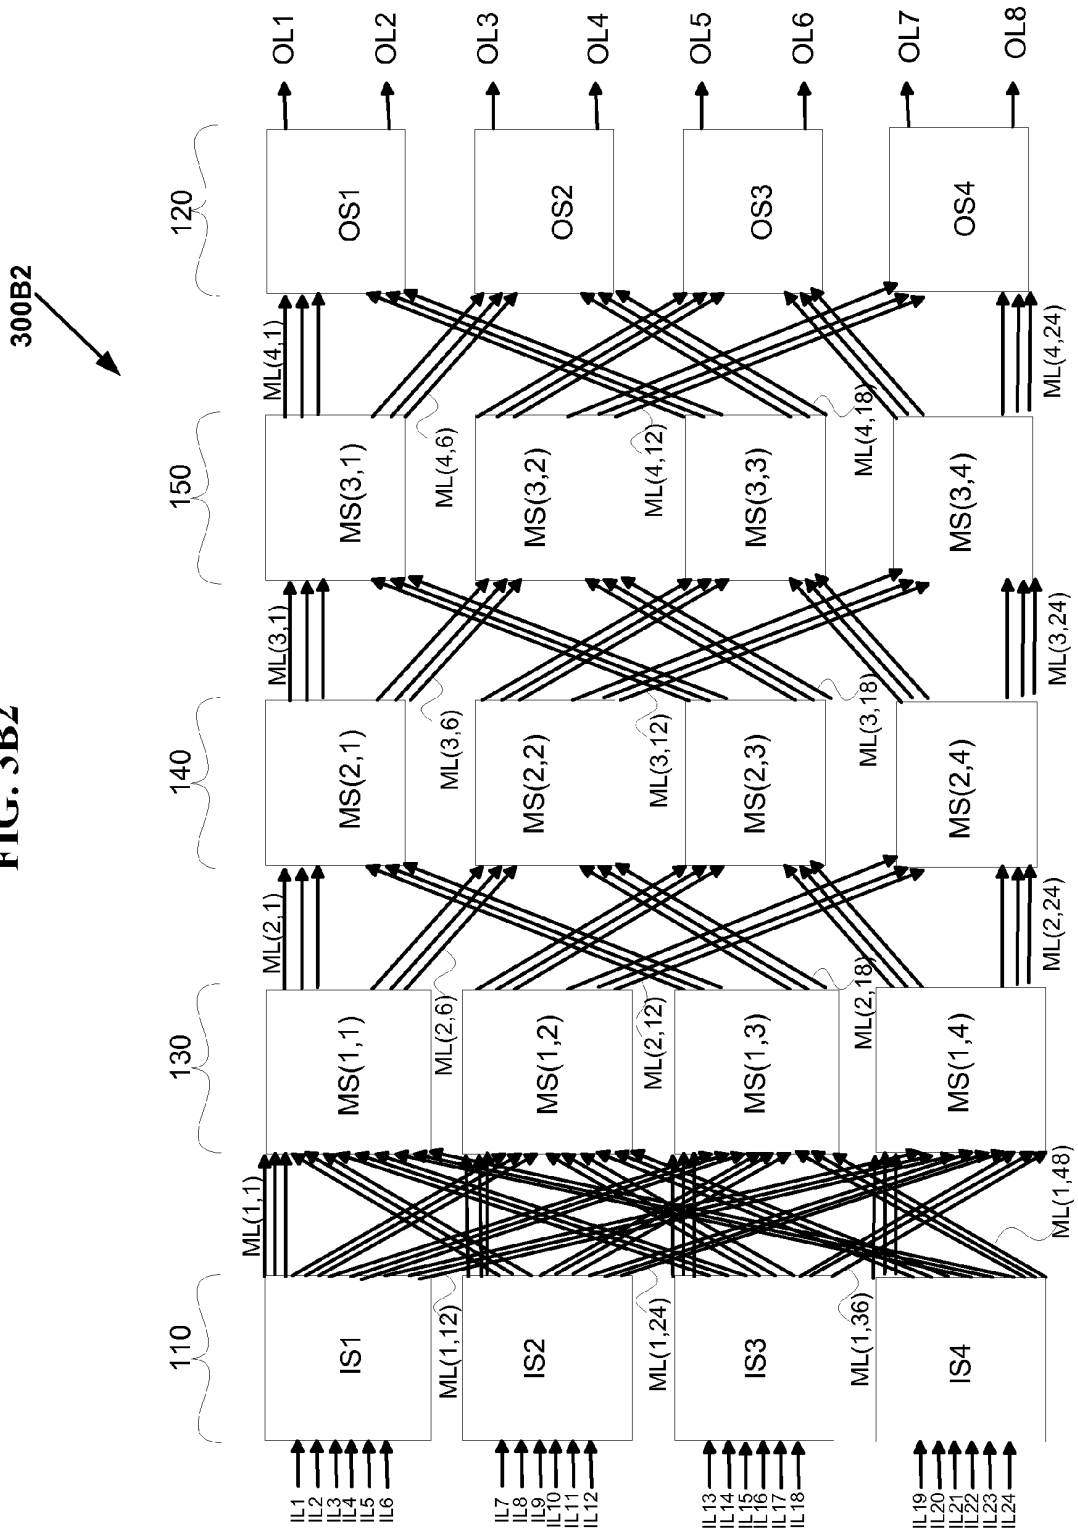 FIG. 3B2
300B2
110
130
140
150
120
IL1
IL2
IL3
IL4
IL5
IL6
IL7
IL8
IL9
IL10
IL11
IL12
IL13
IL14
IL15
IL16
IL17
IL18
IL19
IL20
IL21
IL22
IL23
IL24
IS1
IS2
IS3
IS4
ML(1,1)
ML(1,12)
ML(1,24)
ML(1,36)
ML(1,48)
MS(1,1)
MS(1,2)
MS(1,3)
MS(1,4)
ML(2,1)
ML(2,6)
ML(2,12)
ML(2,18)
ML(2,24)
MS(2,1)
MS(2,2)
MS(2,3)
MS(2,4)
ML(3,1)
ML(3,6)
ML(3,12)
ML(3,18)
ML(3,24)
MS(3,1)
MS(3,2)
MS(3,3)
MS(3,4)
ML(4,1)
ML(4,6)
ML(4,12)
ML(4,18)
ML(4,24)
OS1
OS2
OS3
OS4
OL1
OL2
OL3
OL4
OL5
OL6
OL7
OL8